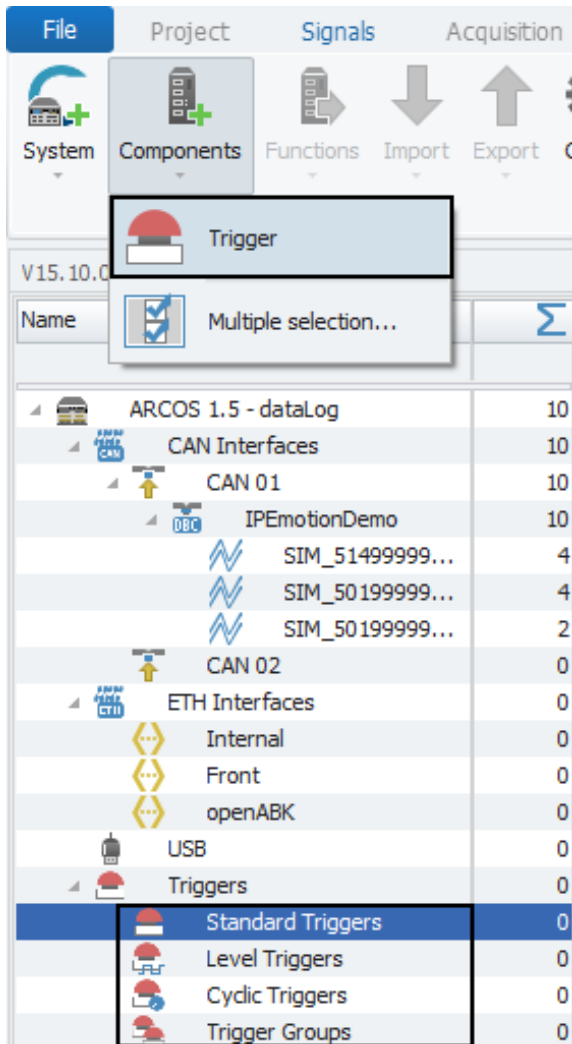 File Project Signals Acquisition
System Components Functions Import Export
Trigger
V15.10.0
Multiple selection...
Name Σ
ARCOS 1.5 - dataLog 10
CAN Interfaces 10
CAN 01 10
DBC IPEmotionDemo 10
SIM_51499999... 4
SIM_50199999... 4
SIM_50199999... 2
CAN 02 0
ETH Interfaces 0
Internal 0
Front 0
openABK 0
USB 0
Triggers 0
Standard Triggers 0
Level Triggers 0
Cyclic Triggers 0
Trigger Groups 0